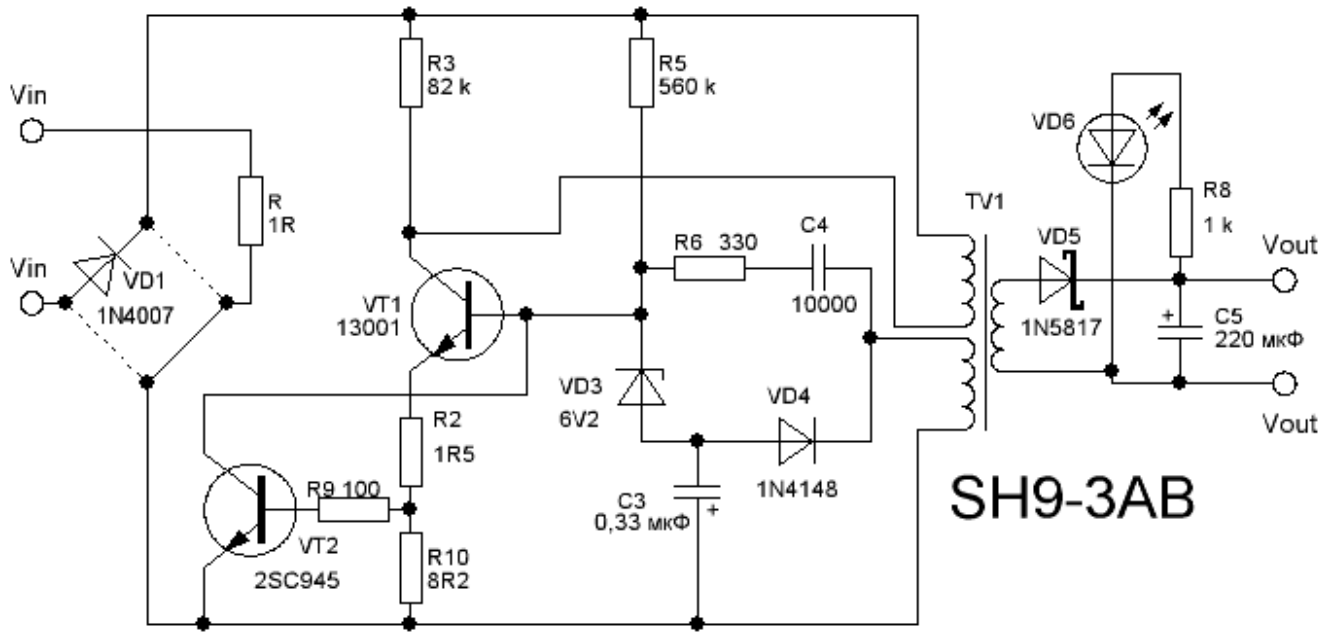 Vin
Vin
R
1R
VD1
1N4007
R3
82 k
R5
560 k
VT1
13001
R6 330
C4
10000
VD3
6V2
VD4
1N4148
R2
1R5
R9 100
VT2
2SC945
R10
8R2
C3
0,33 мкФ
+
TV1
VD6
R8
1 k
VD5
1N5817
+
C5
220 мкФ
Vout
Vout
SH9-3AB